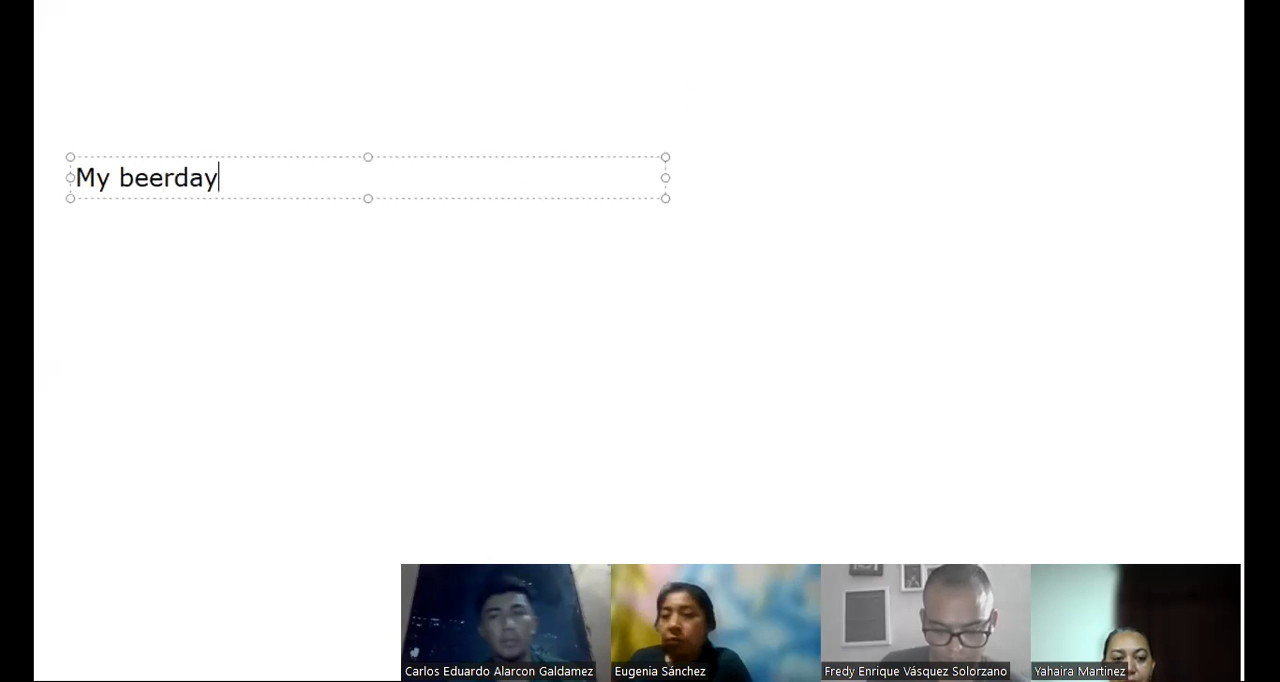 My beerday
Carlos Eduardo Alarcon Galdamez
Eugenia Sánchez
Fredy Enrique Vásquez Solorzano
Yahaira Martinez